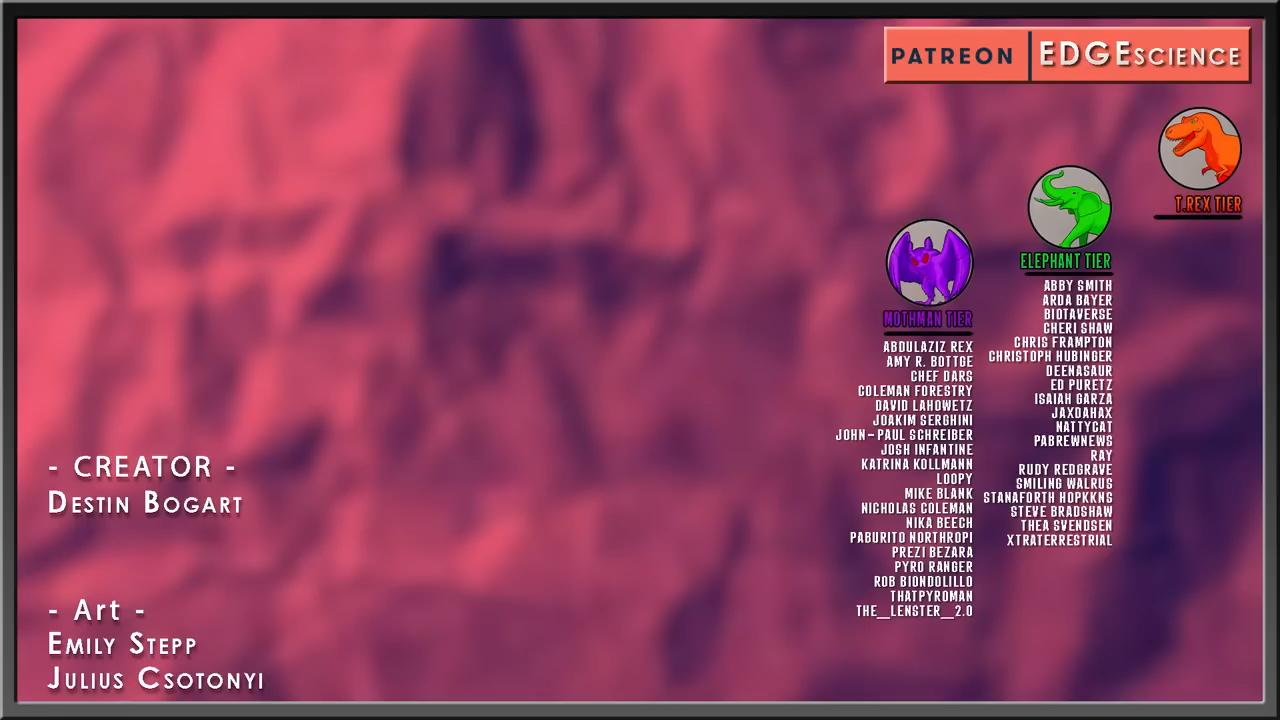 PATREON | EDGESCIENCE
T.REX TIER
ELEPHANT TIER
ABBY SMITH
ARDA BAYER
BIOTAVERSE
CHERI SHAW
CHRIS FRAMPTON
CHRISTOPH HUBINGER
DEENASAUR
ED PURETZ
ISAIAH GARZA
JAXDAHAX
NATTYCAT
PABREWNEWS
RAY
RUDY REDGRAVE
SMILING WALRUS
STANAFORTH HOPKKNS
STEVE BRADSHAW
THEA SVENDSEN
XTRATERRESTRIAL
MOTHMAN TIER
ABDULAZIZ REX
AMY R. BOTTGE
CHEF DARS
COLEMAN FORESTRY
DAVID LAHOWETZ
JOAKIM SERGHINI
JOHN-PAUL SCHREIBER
JOSH INFANTINE
KATRINA KOLLMANN
LOOPY
MIKE BLANK
NICHOLAS COLEMAN
NIKA BEECH
PABURITO NORTHROPI
PREZI BEZARA
PYRO RANGER
ROB BIONDOLILLO
THATPYROMAN
THE__LENSTER__2.0
- CREATOR -
DESTIN BOGART
- Art -
EMILY STEPP
JULIUS CSOTONYI